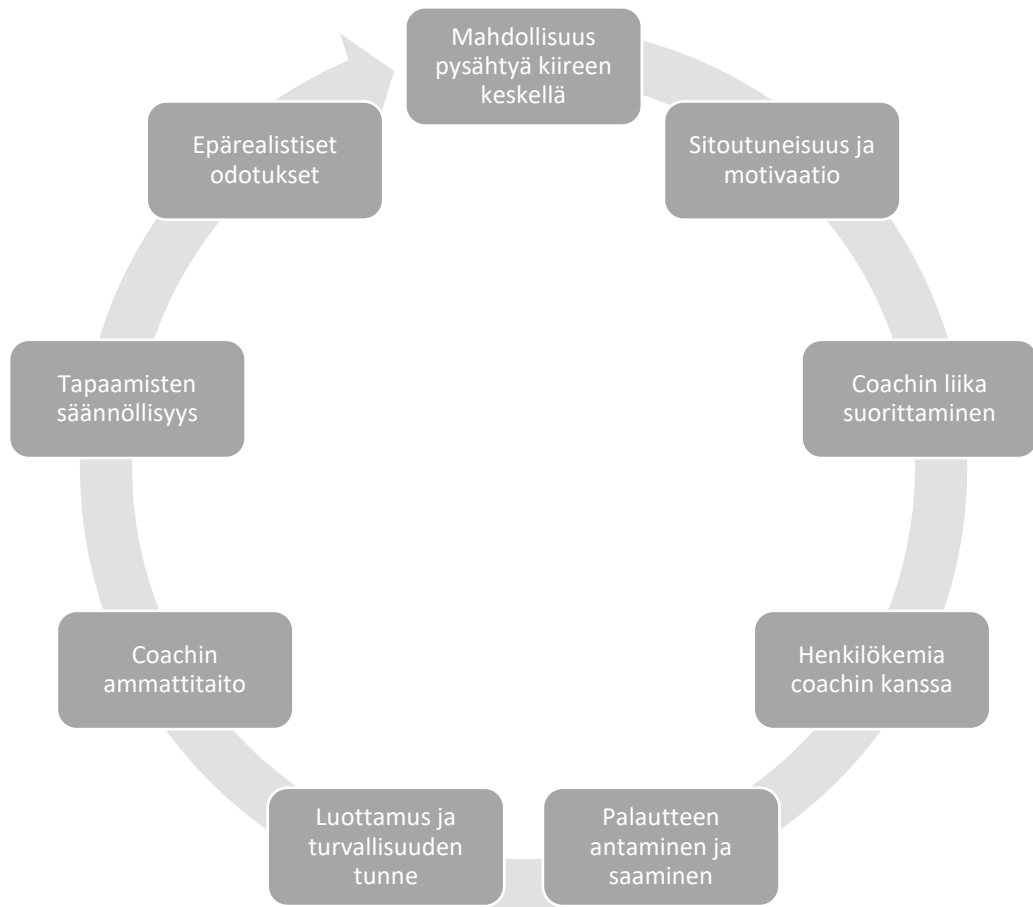 Mahdollisuus
pysähtyä kiireen
keskellä
Sitoutuneisuus ja
motivaatio
Coachin liika
suorittaminen
Henkilökemia
coachin kanssa
Palautteen
antaminen ja
saaminen
Luottamus ja
turvallisuuden
tunne
Coachin
ammattitaito
Tapaamisten
säännöllisyys
Epärealistiset
odotukset